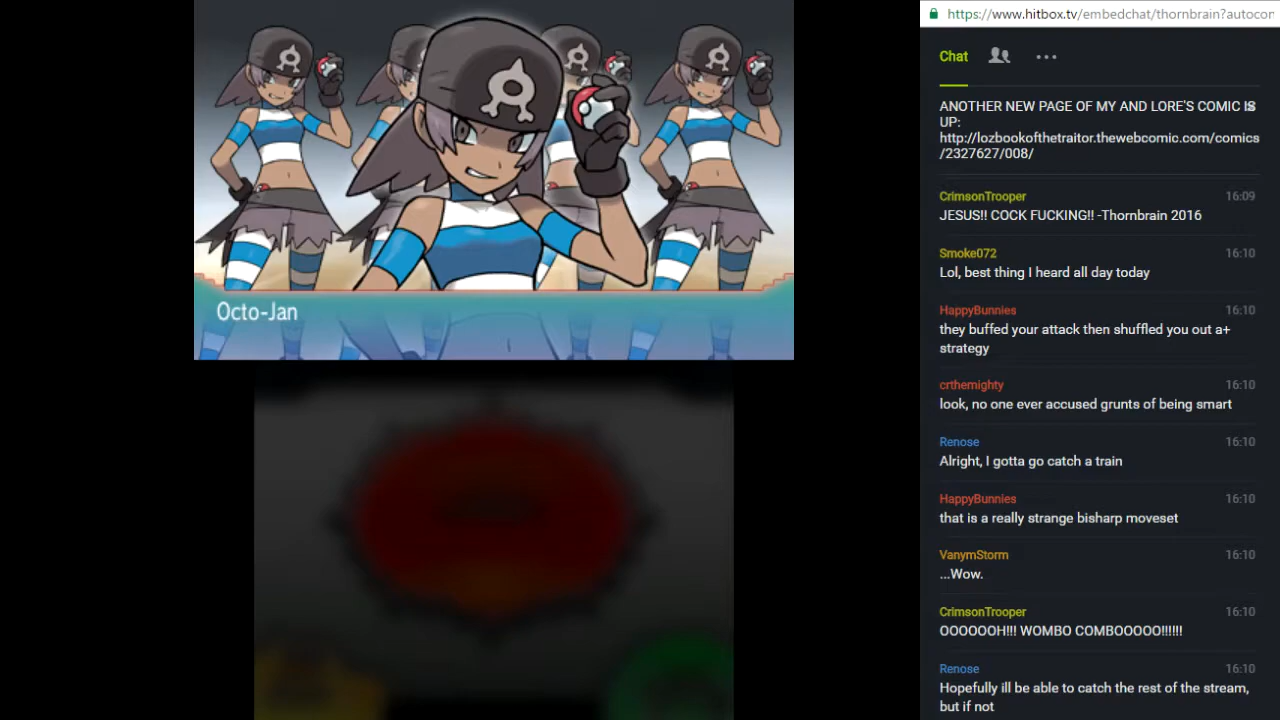 https://www.hitbox.tv/embedchat/thornbrain?autocon
Chat
ANOTHER NEW PAGE OF MY AND LORE'S COMIC IS
UP:
http://lozbookofthetraitor.thewebcomic.com/comics
/2327627/008/
CrimsonTrooper 16:09
JESUS!! COCK FUCKING!! -Thornbrain 2016
Smoke072 16:10
Lol, best thing I heard all day today
HappyBunnies 16:10
they buffed your attack then shuffled you out a+
strategy
crthemighty 16:10
look, no one ever accused grunts of being smart
Renose 16:10
Alright, I gotta go catch a train
HappyBunnies 16:10
that is a really strange bisharp moveset
VanymStorm 16:10
...Wow.
CrimsonTrooper 16:10
OOOOOOH!!! WOMBO COMBOOOOO!!!!!!
Renose 16:10
Hopefully ill be able to catch the rest of the stream,
but if not
Octo-Jan